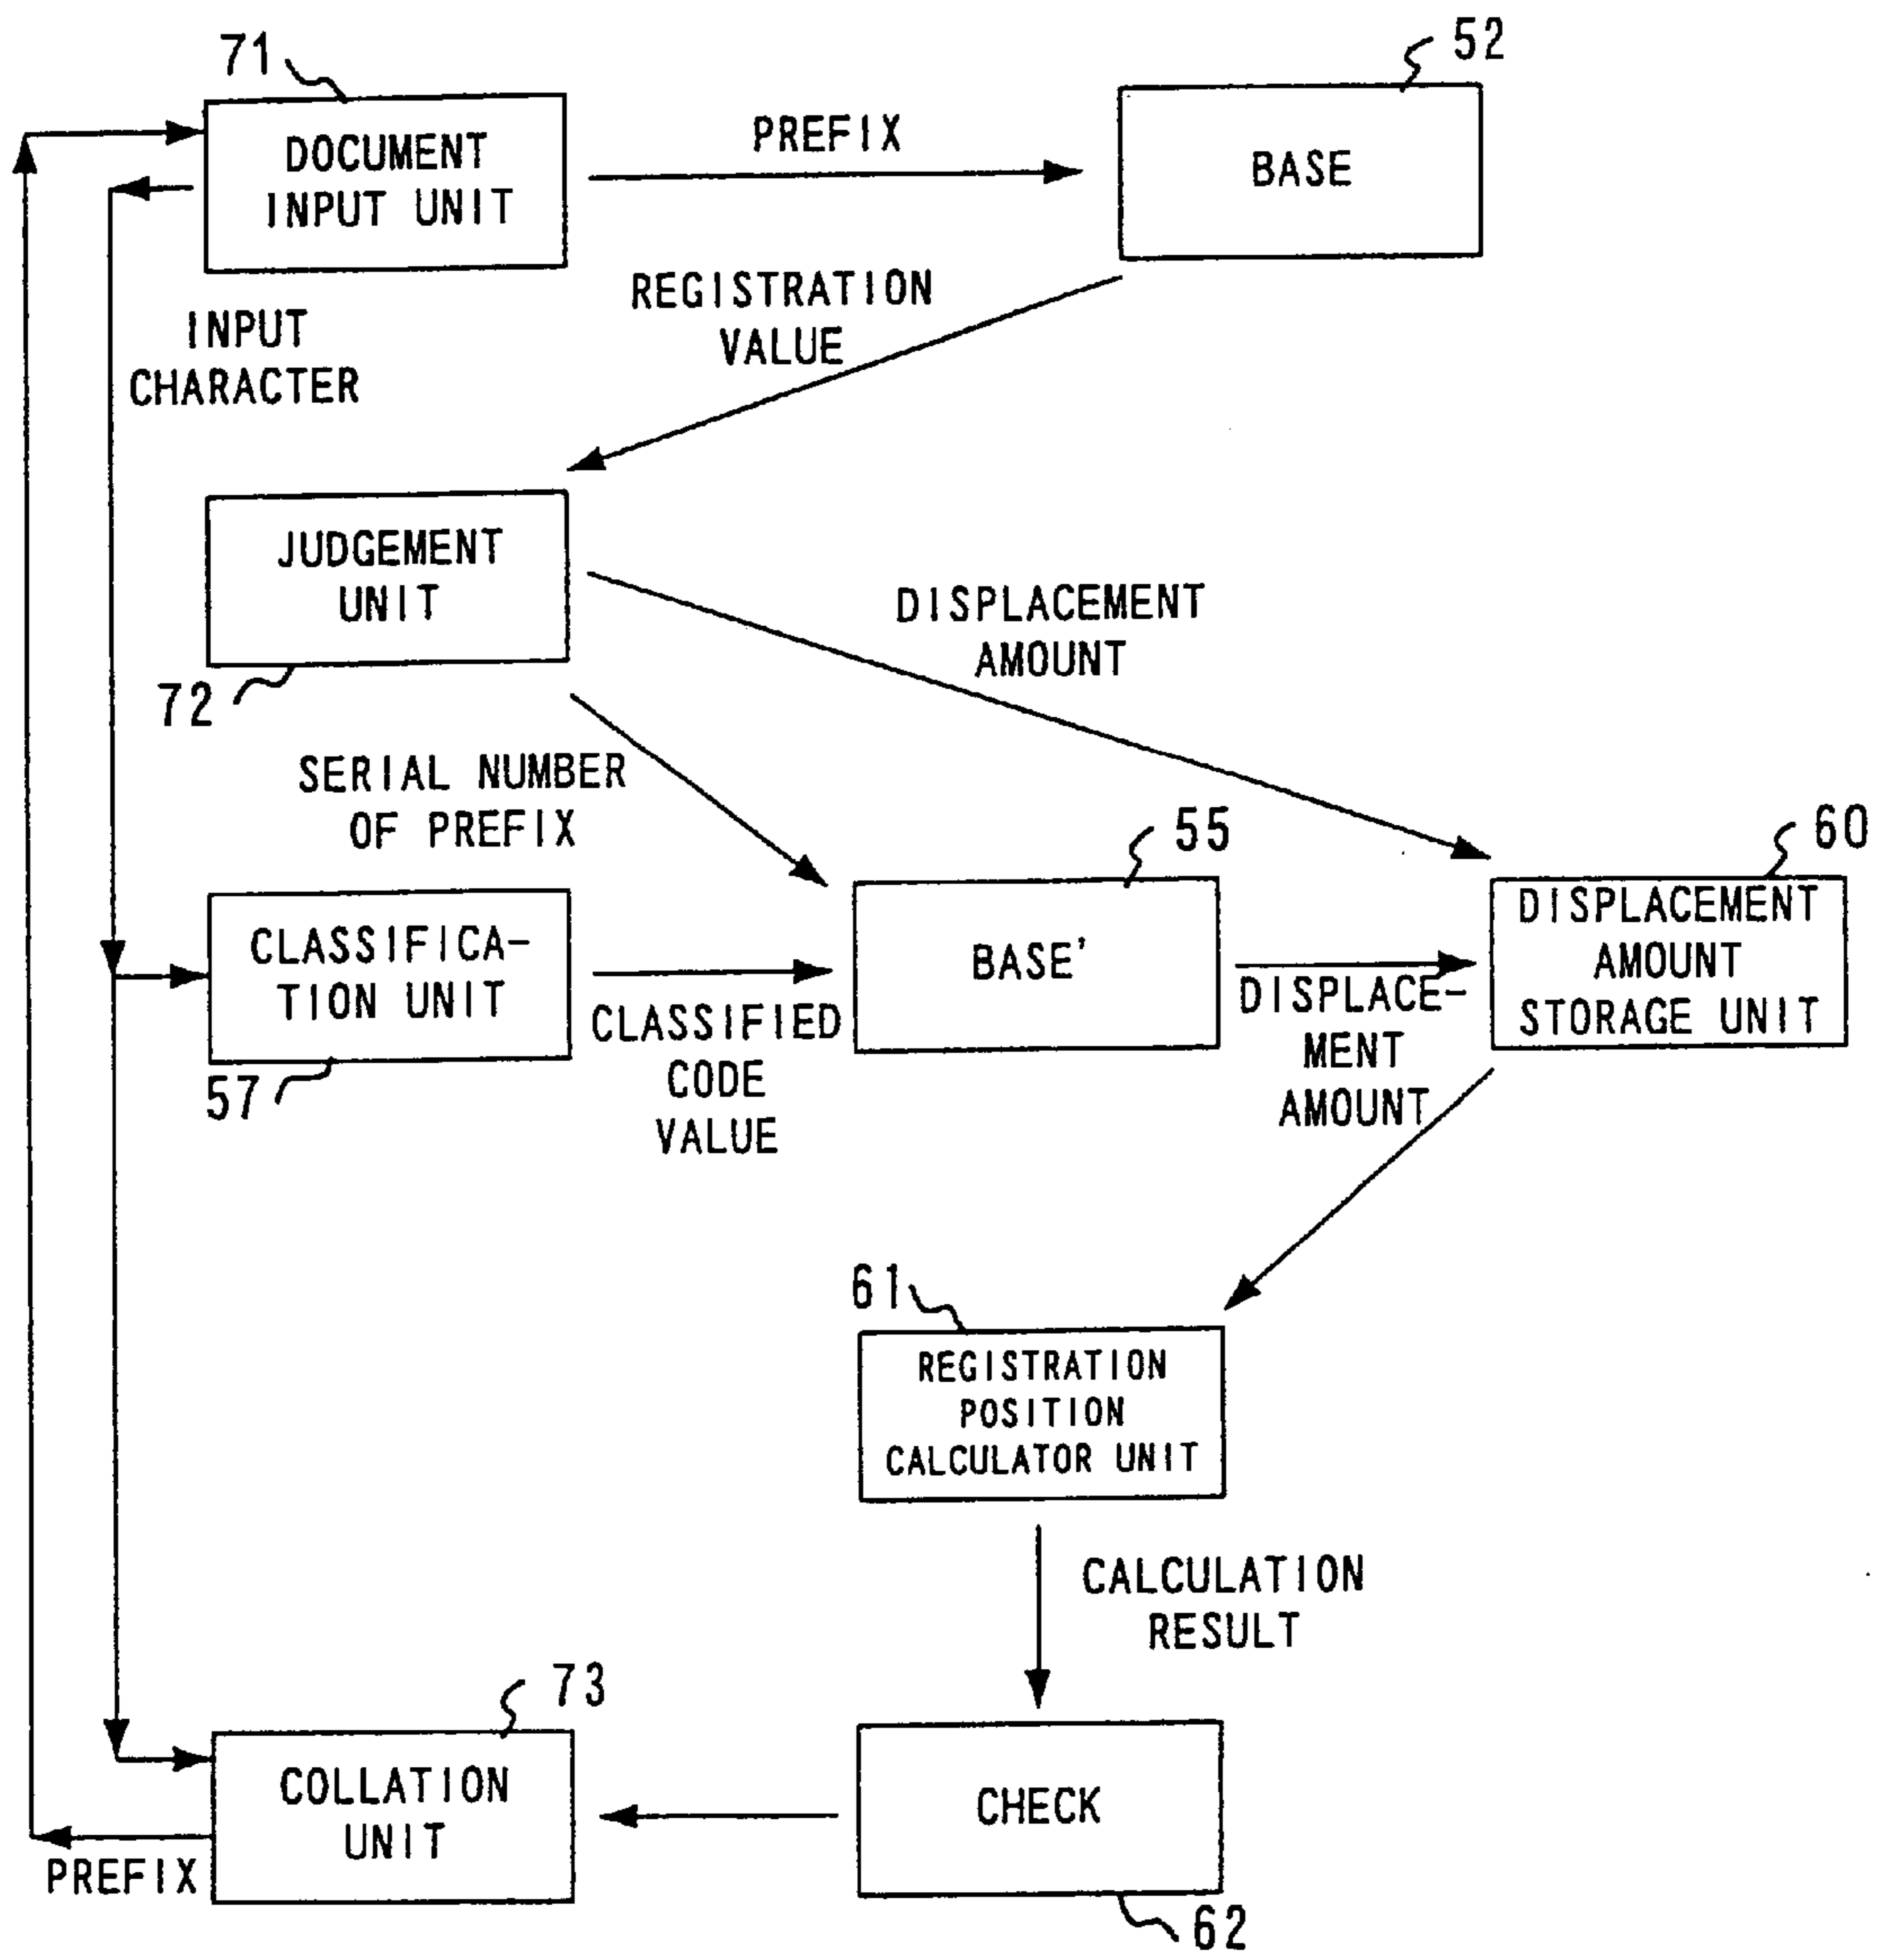 71
52
DOCUMENT
INPUT UNIT
PREFIX
BASE
REGISTRATION
VALUE
INPUT
CHARACTER
JUDGEMENT
UNIT
72
DISPLACEMENT
AMOUNT
SERIAL NUMBER
OF PREFIX
55
60
CLASSIFICA-
TION UNIT
57
CLASSIFIED
CODE
VALUE
BASE'
DISPLACE-
MENT
AMOUNT
DISPLACEMENT
AMOUNT
STORAGE UNIT
61
REGISTRATION
POSITION
CALCULATOR UNIT
CALCULATION
RESULT
73
COLLATION
UNIT
CHECK
PREFIX
62